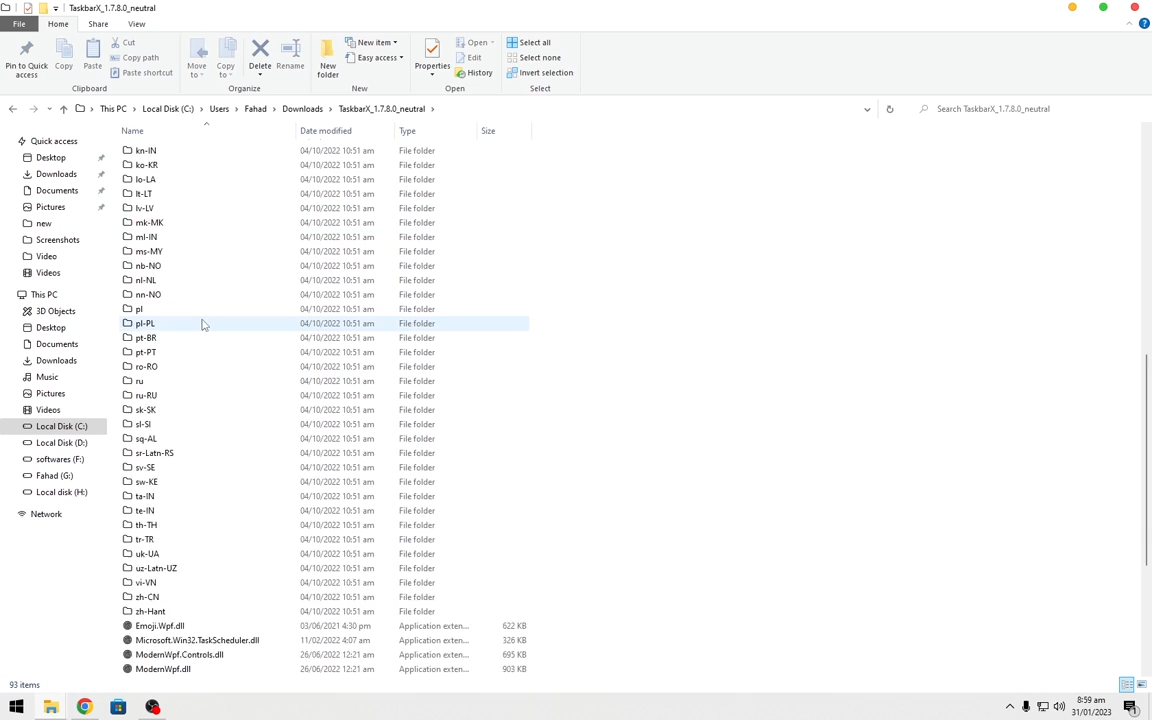 TaskbarX_1.7.8.0_neutral
File Home Share View
Pin to Quick access
Copy
Paste
Cut
Copy path
Paste shortcut
Move to
Copy to
Delete
Rename
New folder
New item
Easy access
Properties
Open
Edit
History
Select all
Select none
Invert selection
Clipboard Organize New Open Select
This PC Local Disk (C:) Users Fahad Downloads TaskbarX_1.7.8.0_neutral
Search TaskbarX_1.7.8.0_neutral
Quick access
Desktop
Downloads
Documents
Pictures
new
Screenshots
Video
Videos
This PC
3D Objects
Desktop
Documents
Downloads
Music
Pictures
Videos
Local Disk (C:)
Local Disk (D:)
softwares (F:)
Fahad (G:)
Local disk (H:)
Network
Name Date modified Type Size
kn-IN 04/10/2022 10:51 am File folder
ko-KR 04/10/2022 10:51 am File folder
lo-LA 04/10/2022 10:51 am File folder
lt-LT 04/10/2022 10:51 am File folder
lv-LV 04/10/2022 10:51 am File folder
mk-MK 04/10/2022 10:51 am File folder
ml-IN 04/10/2022 10:51 am File folder
ms-MY 04/10/2022 10:51 am File folder
nb-NO 04/10/2022 10:51 am File folder
nl-NL 04/10/2022 10:51 am File folder
nn-NO 04/10/2022 10:51 am File folder
pl 04/10/2022 10:51 am File folder
pl-PL 04/10/2022 10:51 am File folder
pt-BR 04/10/2022 10:51 am File folder
pt-PT 04/10/2022 10:51 am File folder
ro-RO 04/10/2022 10:51 am File folder
ru 04/10/2022 10:51 am File folder
ru-RU 04/10/2022 10:51 am File folder
sk-SK 04/10/2022 10:51 am File folder
sl-SI 04/10/2022 10:51 am File folder
sq-AL 04/10/2022 10:51 am File folder
sr-Latn-RS 04/10/2022 10:51 am File folder
sv-SE 04/10/2022 10:51 am File folder
sw-KE 04/10/2022 10:51 am File folder
ta-IN 04/10/2022 10:51 am File folder
te-IN 04/10/2022 10:51 am File folder
th-TH 04/10/2022 10:51 am File folder
tr-TR 04/10/2022 10:51 am File folder
uk-UA 04/10/2022 10:51 am File folder
uz-Latn-UZ 04/10/2022 10:51 am File folder
vi-VN 04/10/2022 10:51 am File folder
zh-CN 04/10/2022 10:51 am File folder
zh-Hant 04/10/2022 10:51 am File folder
Emoji.Wpf.dll 03/06/2021 4:30 pm Application exten... 622 KB
Microsoft.Win32.TaskScheduler.dll 11/02/2022 4:07 am Application exten... 326 KB
ModernWpf.Controls.dll 26/06/2022 12:21 am Application exten... 695 KB
ModernWpf.dll 26/06/2022 12:21 am Application exten... 903 KB
93 items
8:59 am
31/01/2023